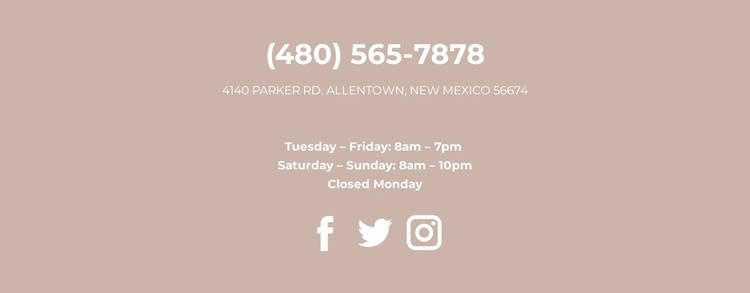 (480) 565-7878
4140 PARKER RD. ALLENTOWN, NEW MEXICO 56674
Tuesday – Friday: 8am – 7pm
Saturday – Sunday: 8am – 10pm
Closed Monday